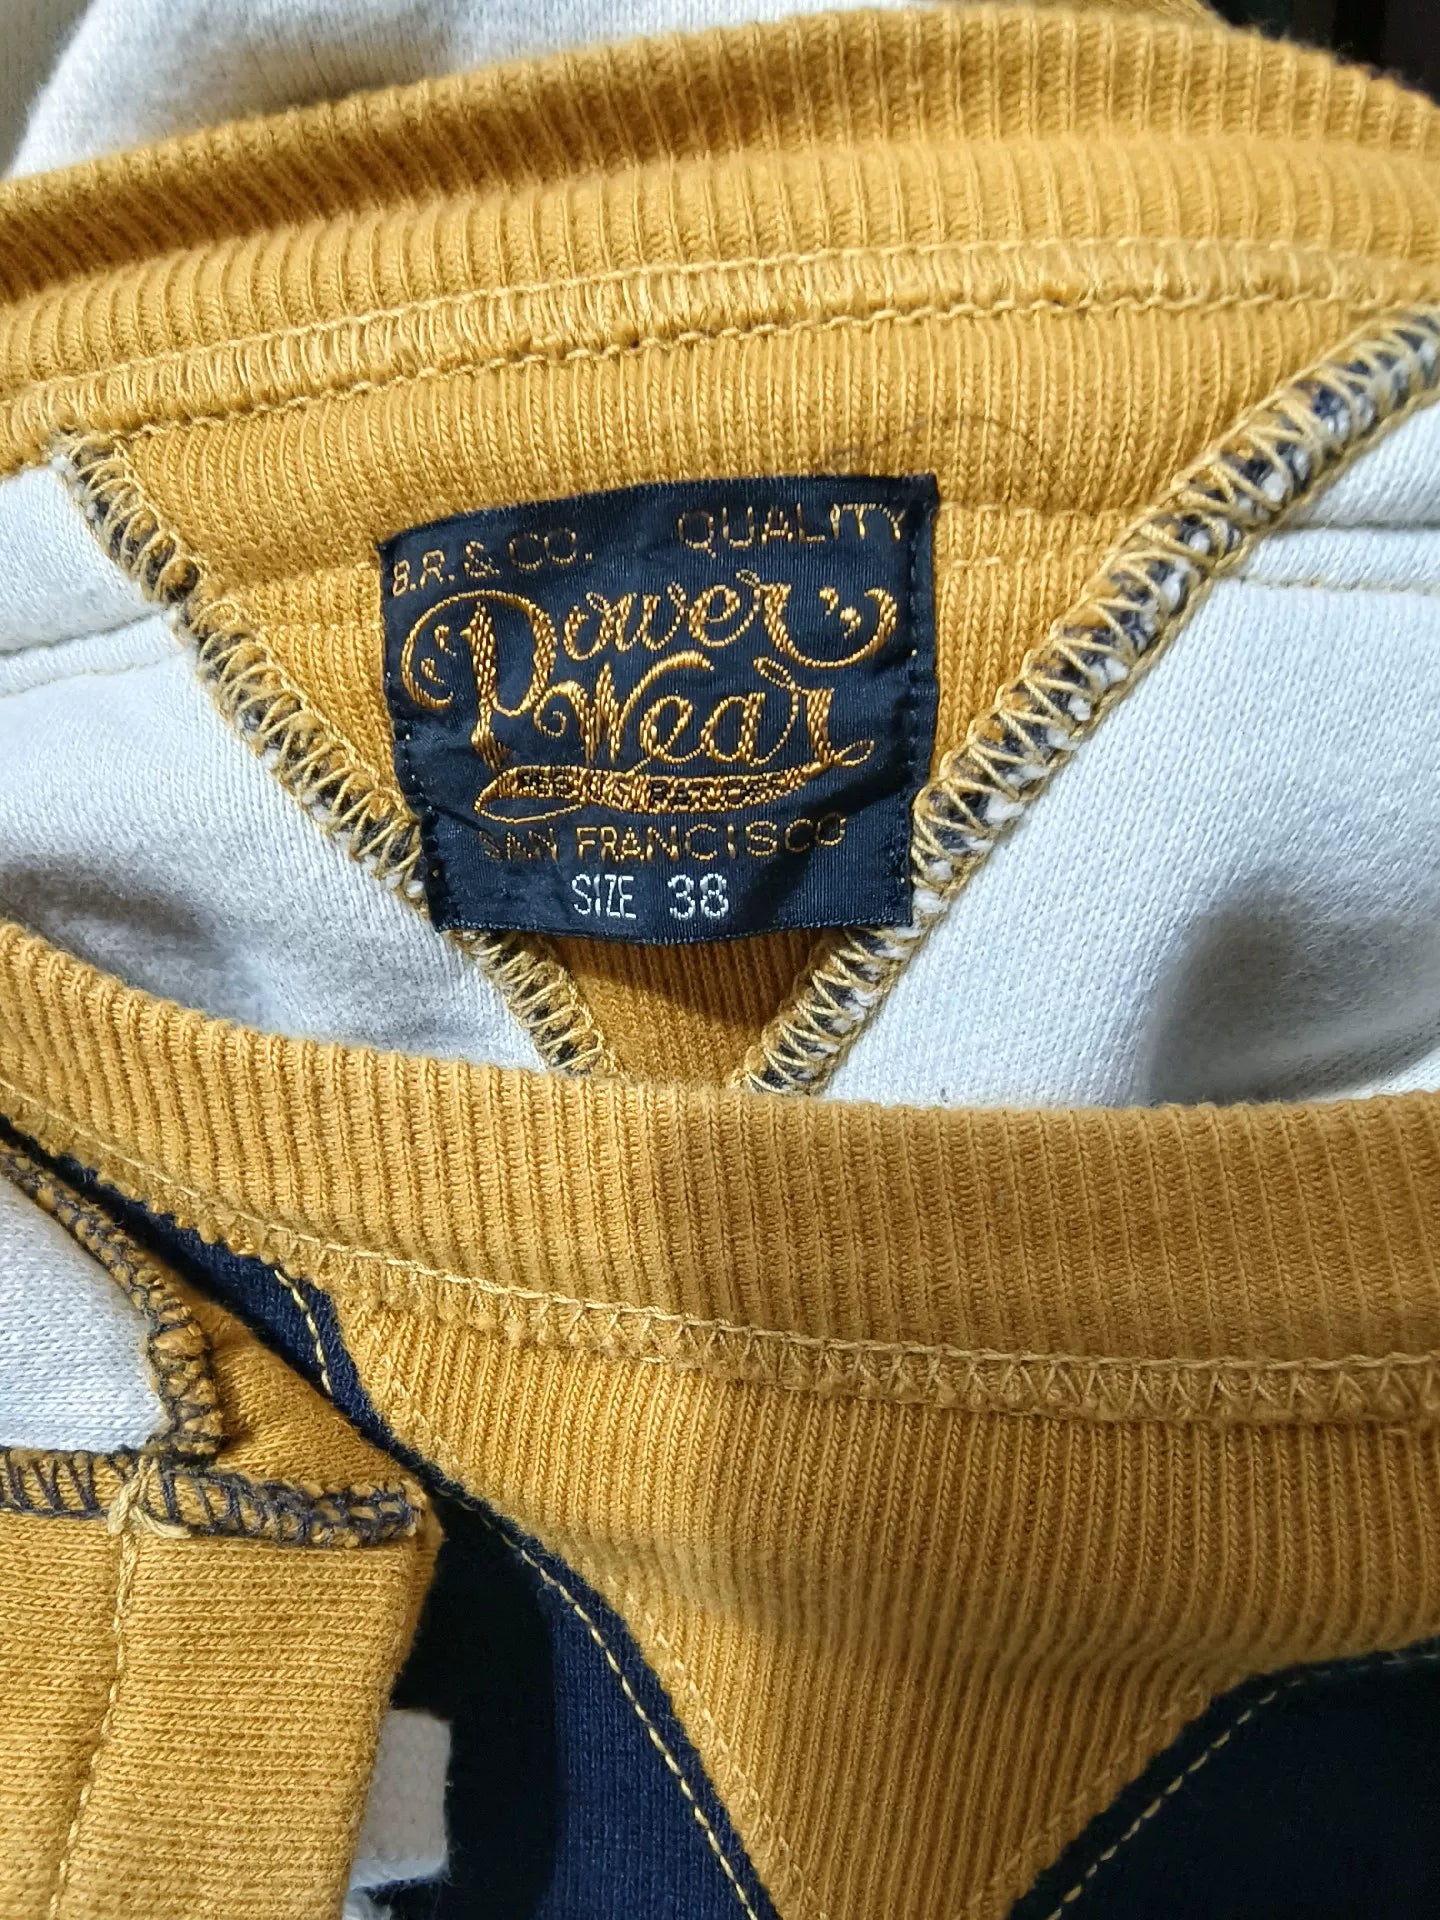 B.R. & CO. QUALITY
"Power"
Wear
SAN FRANCISCO
SIZE 38